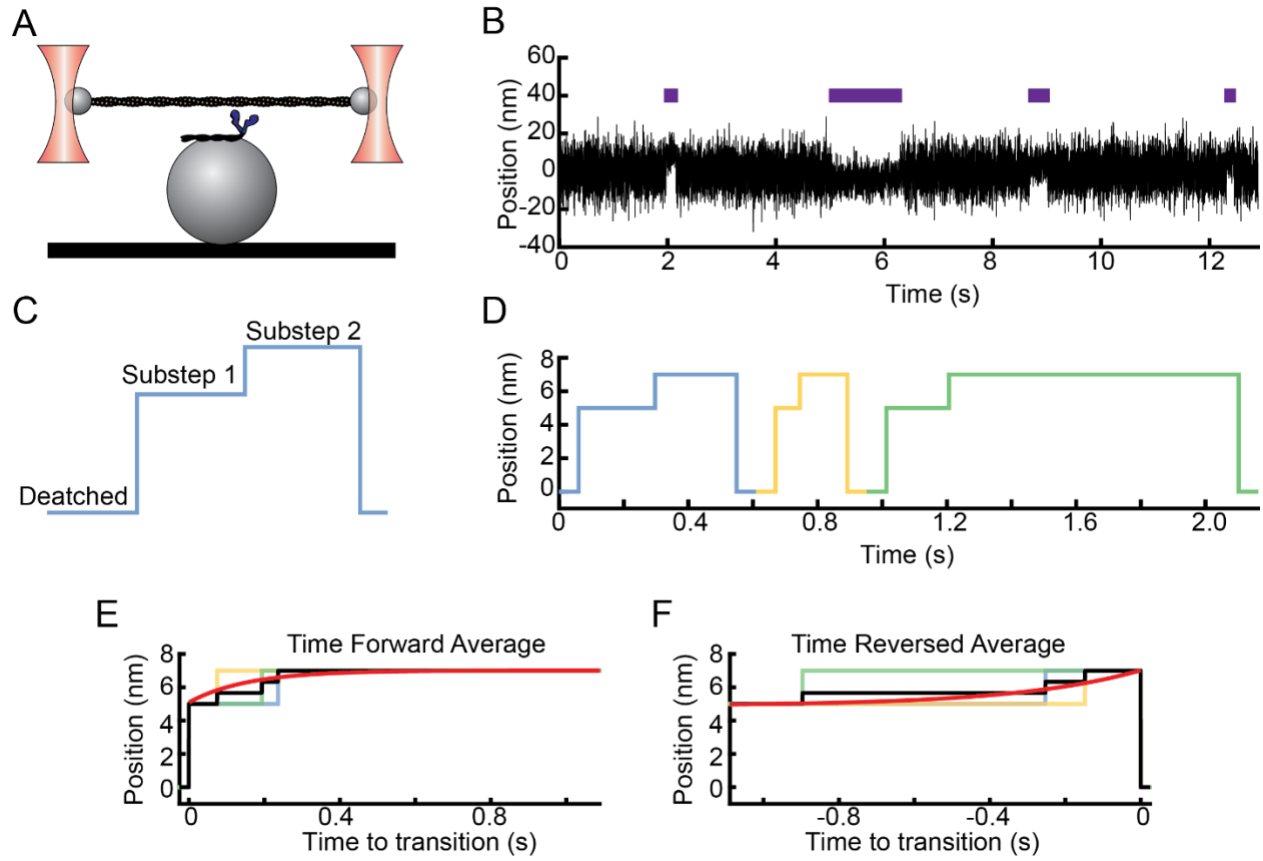 A
B
60
40
20
0
-20
-40
Position (nm)
0
2
4
6
8
10
12
Time (s)
C
Deatched
Substep 1
Substep 2
D
8
6
4
2
0
Position (nm)
0
0.4
0.8
1.2
1.6
2.0
Time (s)
E
Time Forward Average
8
6
4
2
0
Position (nm)
0
0.4
0.8
Time to transition (s)
F
Time Reversed Average
8
6
4
2
0
Position (nm)
-0.8
-0.4
0
Time to transition (s)